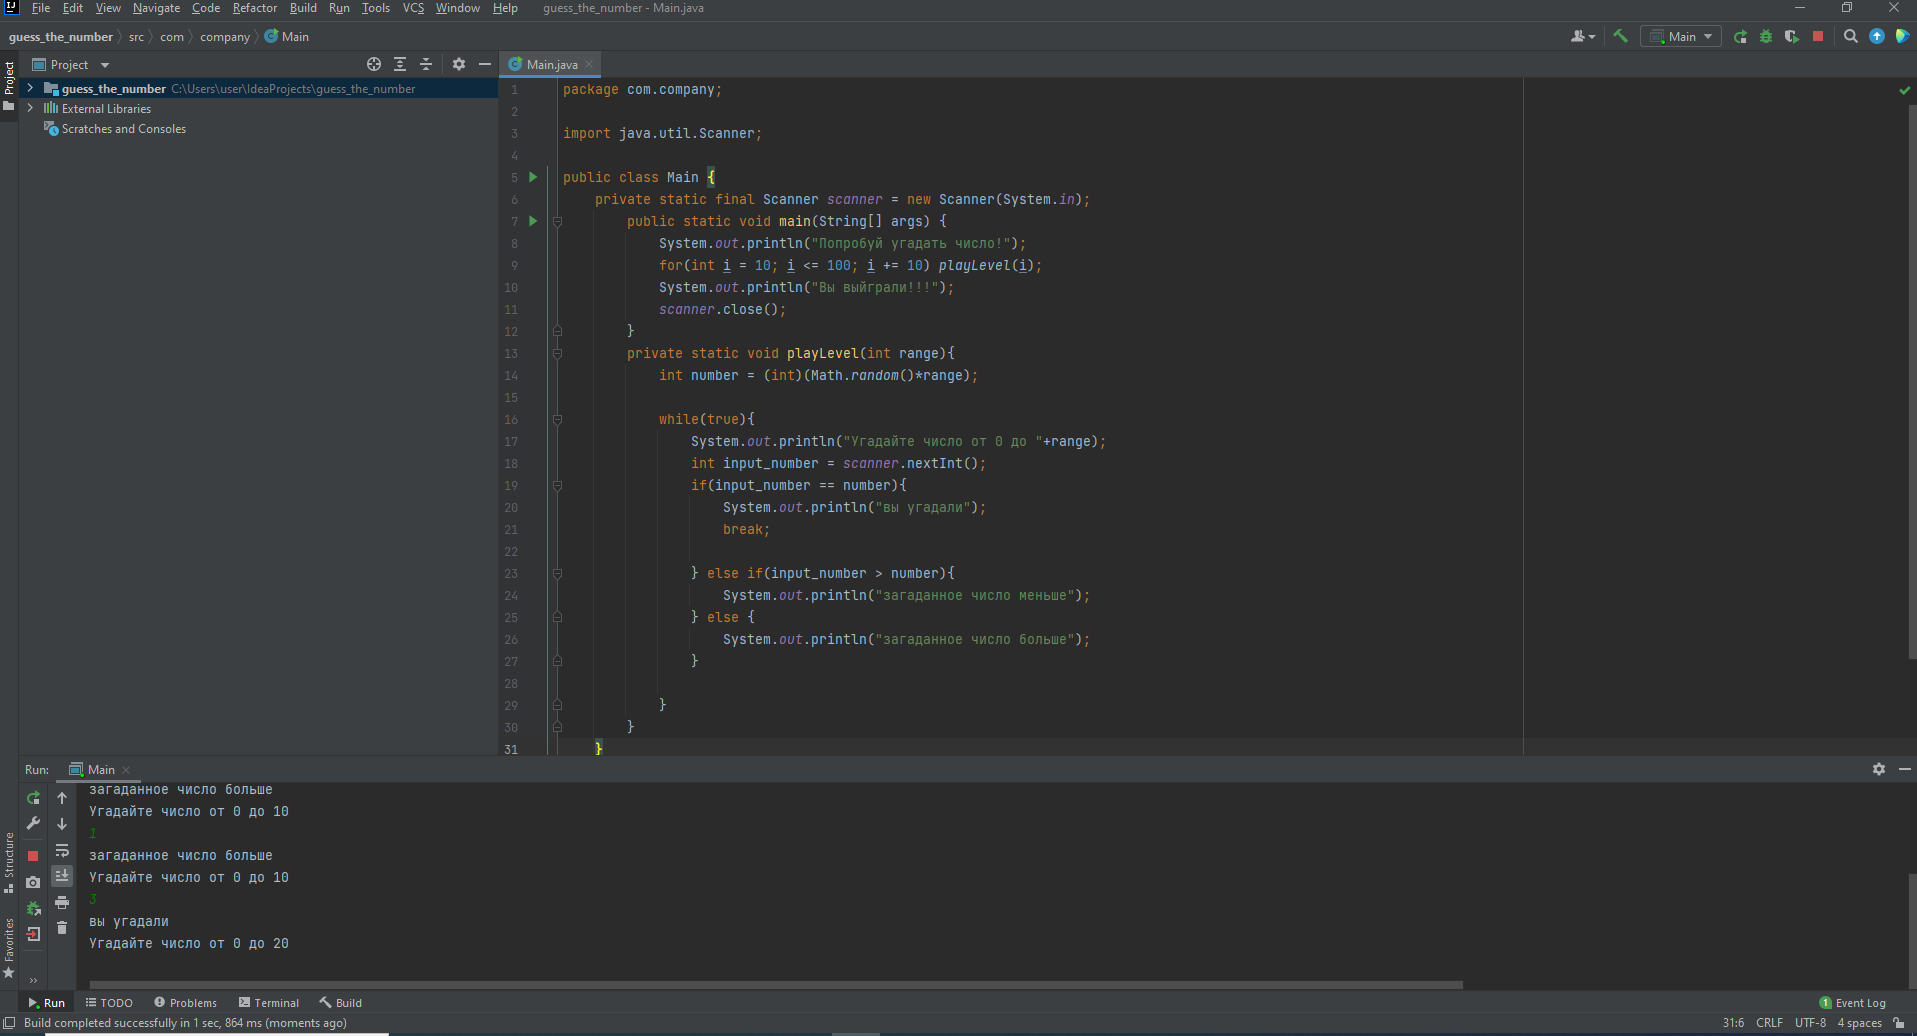 File Edit View Navigate Code Refactor Build Run Tools VCS Window Help guess_the_number - Main.java
guess_the_number src com company Main
Main
Project
Project
guess_the_number C:\Users\user\IdeaProjects\guess_the_number
External Libraries
Scratches and Consoles
Main.java
1 package com.company;
2
3 import java.util.Scanner;
4
5 public class Main {
6 private static final Scanner scanner = new Scanner(System.in);
7 public static void main(String[] args) {
8 System.out.println("Попробуй угадать число!");
9 for(int i = 10; i <= 100; i += 10) playLevel(i);
10 System.out.println("Вы выйграли!!!");
11 scanner.close();
12 }
13 private static void playLevel(int range){
14 int number = (int)(Math.random()*range);
15
16 while(true){
17 System.out.println("Угадайте число от 0 до "+range);
18 int input_number = scanner.nextInt();
19 if(input_number == number){
20 System.out.println("вы угадали");
21 break;
22
23 } else if(input_number > number){
24 System.out.println("загаданное число меньше");
25 } else {
26 System.out.println("загаданное число больше");
27 }
28
29 }
30 }
31 }
Run: Main
загаданное число больше
Угадайте число от 0 до 10
1
загаданное число больше
Угадайте число от 0 до 10
3
вы угадали
Угадайте число от 0 до 20
Structure
Favorites
Run TODO Problems Terminal Build 1 Event Log
Build completed successfully in 1 sec, 864 ms (moments ago) 31:6 CRLF UTF-8 4 spaces